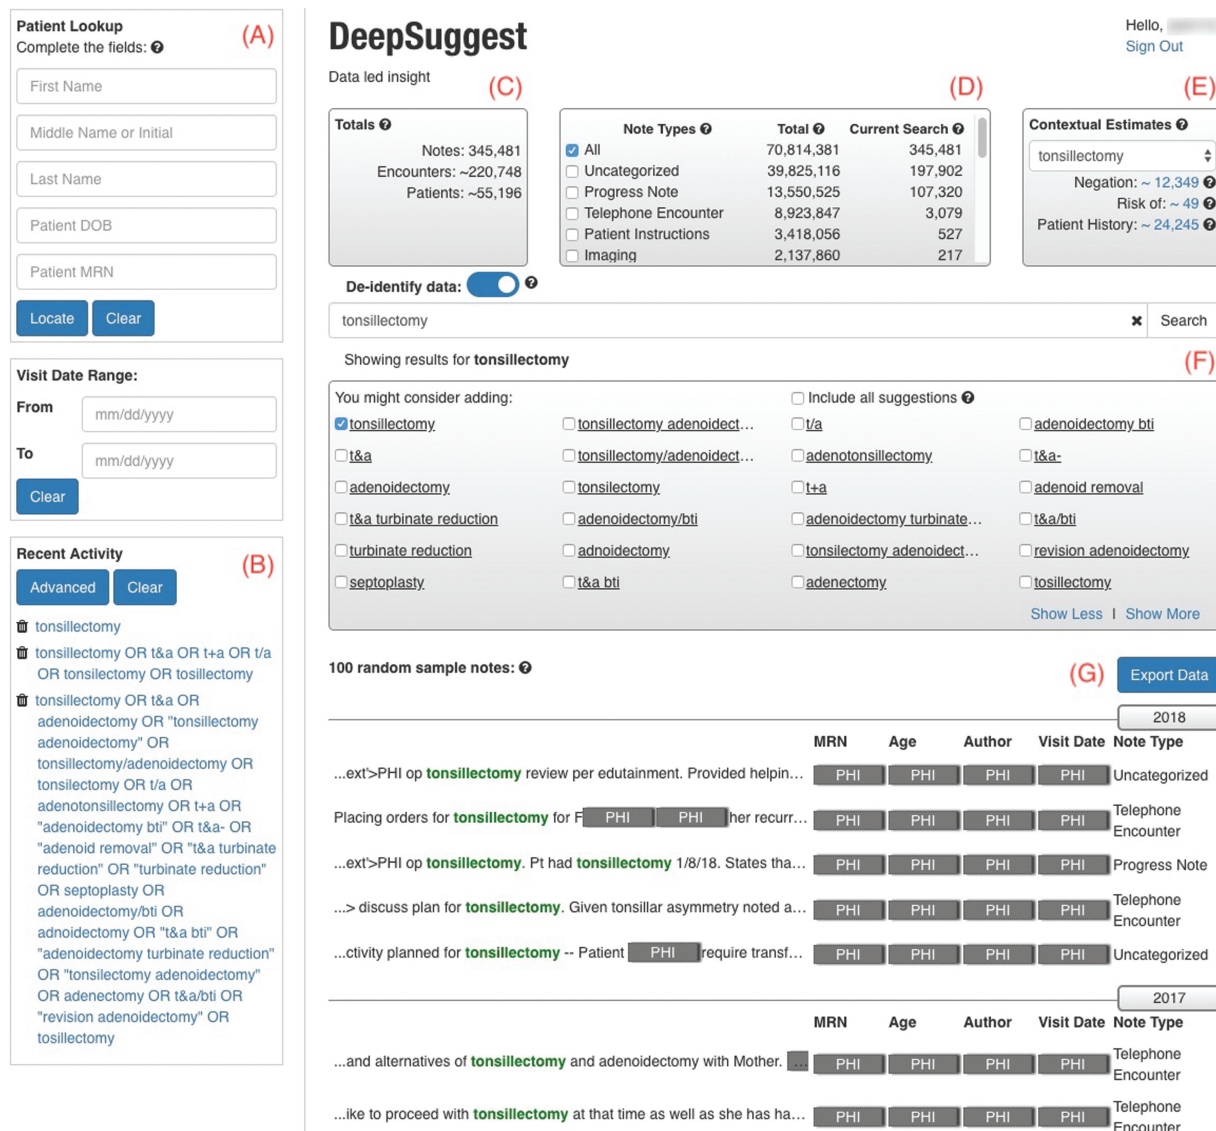 Patient Lookup
(A)
Complete the fields:
First Name
Middle Name or Initial
Last Name
Patient DOB
Patient MRN
Locate Clear
Visit Date Range:
From mm/dd/yyyy
To mm/dd/yyyy
Clear
Recent Activity
(B)
Advanced Clear
tonsillectomy
tonsillectomy OR t&a OR t+a OR t/a
OR tonsilectomy OR tosillectomy
tonsillectomy OR t&a OR
adenoidectomy OR "tonsillectomy
adenoidectomy" OR
tonsillectomy/adenoidectomy OR
tonsilectomy OR t/a OR
adenotonsillectomy OR t+a OR
"adenoidectomy bti" OR t&a- OR
"adenoid removal" OR "t&a turbinate
reduction" OR "turbinate reduction"
OR septoplasty OR
adenoidectomy/bti OR
adnoidectomy OR "t&a bti" OR
"adenoidectomy turbinate reduction"
OR "tonsilectomy adenoidectomy"
OR adenectomy OR t&a/bti OR
"revision adenoidectomy" OR
tosillectomy
DeepSuggest
Hello,
Sign Out
Data led insight
(C)
(D)
(E)
Totals
Notes: 345,481
Encounters: ~220,748
Patients: ~55,196
Note Types Total Current Search
All 70,814,381 345,481
Uncategorized 39,825,116 197,902
Progress Note 13,550,525 107,320
Telephone Encounter 8,923,847 3,079
Patient Instructions 3,418,056 527
Imaging 2,137,860 217
Contextual Estimates
tonsillectomy
Negation: ~ 12,349
Risk of: ~ 49
Patient History: ~ 24,245
De-identify data:
tonsillectomy ✖ Search
Showing results for tonsillectomy
(F)
You might consider adding: Include all suggestions
tonsillectomy tonsillectomy adenoidect... t/a adenoidectomy bti
t&a tonsillectomy/adenoidect... adenotonsillectomy t&a-
adenoidectomy tonsilectomy t+a adenoid removal
t&a turbinate reduction adenoidectomy/bti adenoidectomy turbinate... t&a/bti
turbinate reduction adnoidectomy tonsilectomy adenoidect... revision adenoidectomy
septoplasty t&a bti adenectomy tosillectomy
Show Less | Show More
100 random sample notes:
(G)
Export Data
2018
MRN Age Author Visit Date Note Type
...ext'>PHI op tonsillectomy review per edutainment. Provided helpin... PHI PHI PHI PHI Uncategorized
Placing orders for tonsillectomy for F PHI PHI her recurr... PHI PHI PHI PHI Telephone Encounter
...ext'>PHI op tonsillectomy. Pt had tonsillectomy 1/8/18. States tha... PHI PHI PHI PHI Progress Note
...> discuss plan for tonsillectomy. Given tonsillar asymmetry noted a... PHI PHI PHI PHI Telephone Encounter
...ctivity planned for tonsillectomy -- Patient PHI require transf... PHI PHI PHI PHI Uncategorized
2017
MRN Age Author Visit Date Note Type
...and alternatives of tonsillectomy and adenoidectomy with Mother. ... PHI PHI PHI PHI Telephone Encounter
...ike to proceed with tonsillectomy at that time as well as she has ha... PHI PHI PHI PHI Telephone Encounter